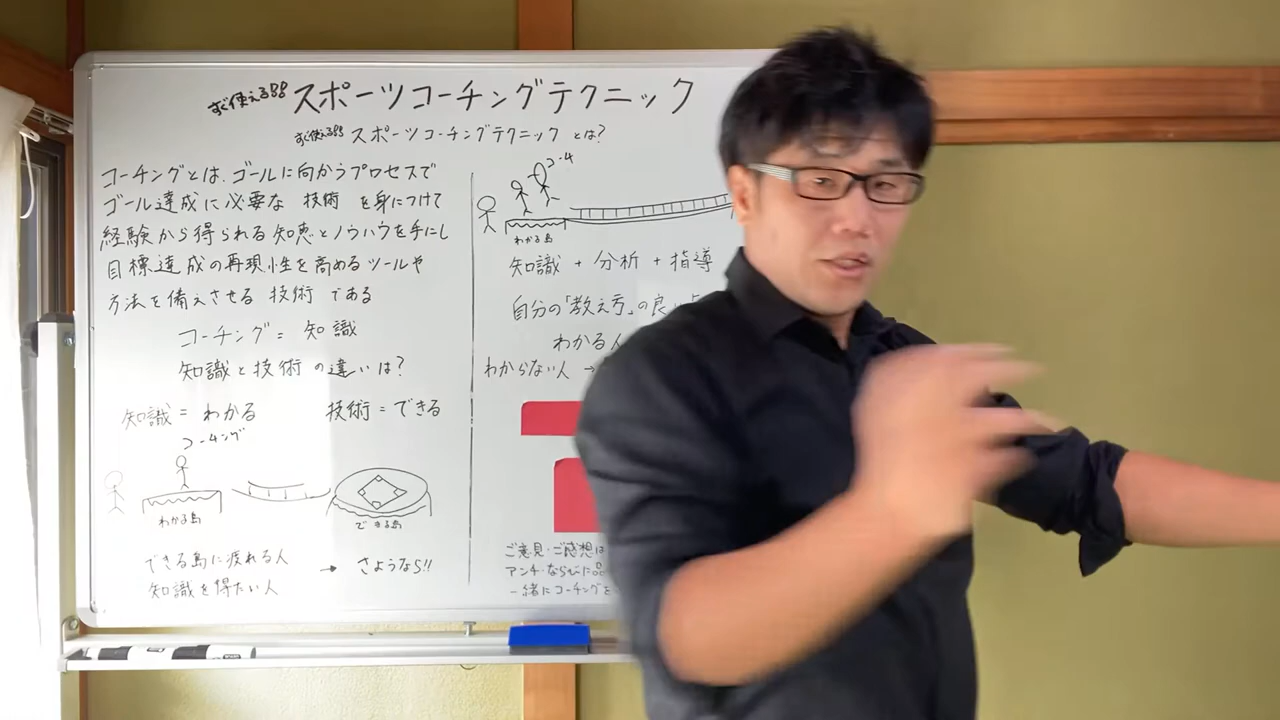 すぐ使える!! スポーツコーチングテクニック
すぐ使える!! スポーツコーチングテクニック とは?
コーチングとは、ゴールに向かうプロセスで
ゴール達成に必要な 技術 を身につけて
経験から得られる知恵とノウハウを手にし
目標達成の再現性を高めるツールや
方法を備えさせる 技術 である
コーチング = 知識
知識と技術の違いは?
知識 = わかる 技術 = できる
コーチング
わかる島
できる島
できる島に渡れる人
知識を得たい人
→ さようなら!!
コーチ
わかる島
知識 + 分析 + 指導
自分の「教え方」の良い
わかる人
わからない人 →
ご意見・ご感想は
アンチ・ならびに品
一緒にコーチングを